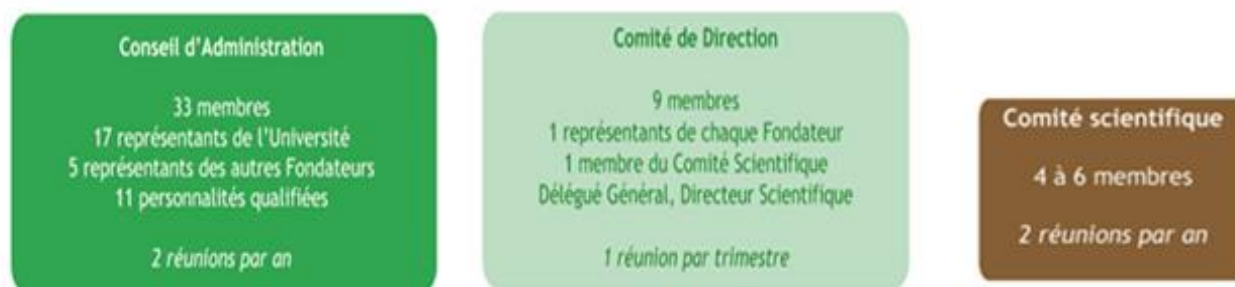 Conseil d'Administration
33 membres
17 représentants de l'Université
5 représentants des autres Fondateurs
11 personnalités qualifiées
2 réunions par an
Comité de Direction
9 membres
1 représentants de chaque Fondateur
1 membre du Comité Scientifique
Délégué Général, Directeur Scientifique
1 réunion par trimestre
Comité scientifique
4 à 6 membres
2 réunions par an